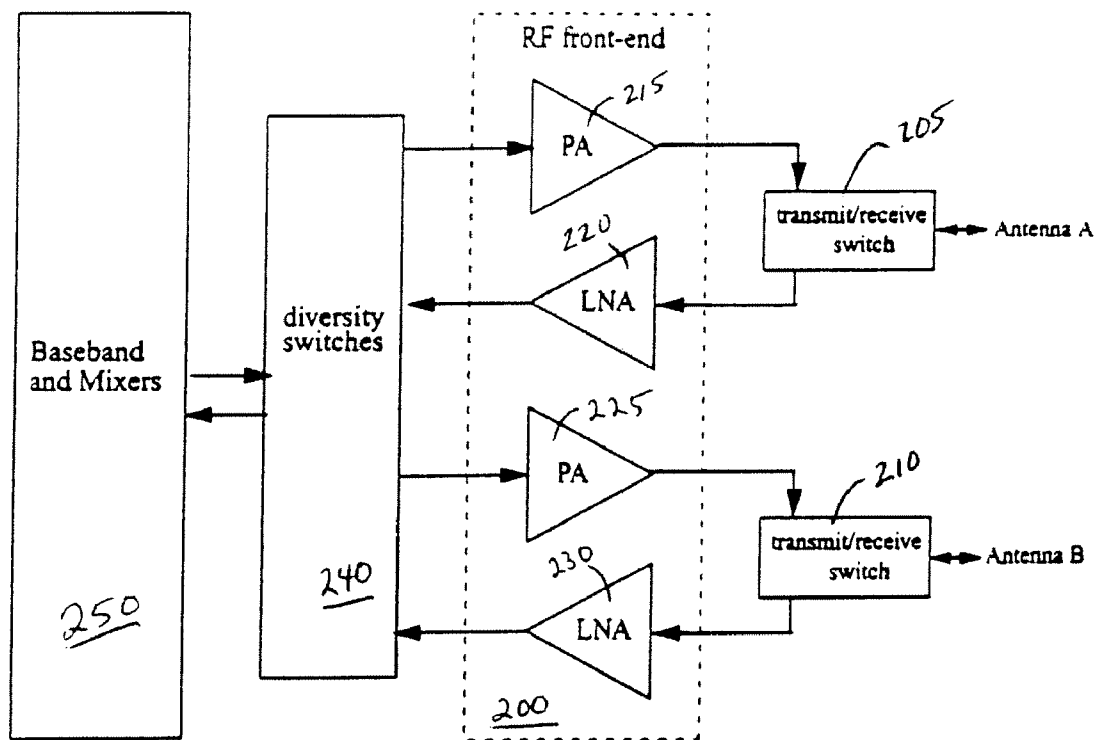 RF front-end
215
PA
205
transmit/receive
switch
Antenna A
220
LNA
diversity
switches
Baseband
and Mixers
225
PA
210
transmit/receive
switch
Antenna B
230
LNA
240
250
200